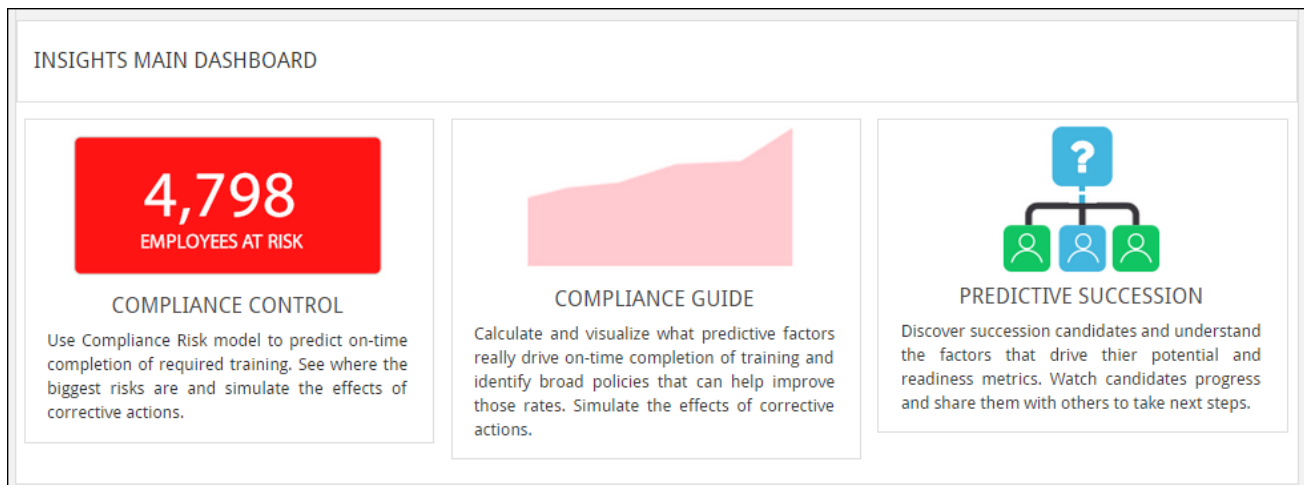 INSIGHTS MAIN DASHBOARD
4,798
EMPLOYEES AT RISK
COMPLIANCE CONTROL
Use Compliance Risk model to predict on-time
completion of required training. See where the
biggest risks are and simulate the effects of
corrective actions.
COMPLIANCE GUIDE
Calculate and visualize what predictive factors
really drive on-time completion of training and
identify broad policies that can help improve
those rates. Simulate the effects of corrective
actions.
?
PREDICTIVE SUCCESSION
Discover succession candidates and understand
the factors that drive thier potential and
readiness metrics. Watch candidates progress
and share them with others to take next steps.